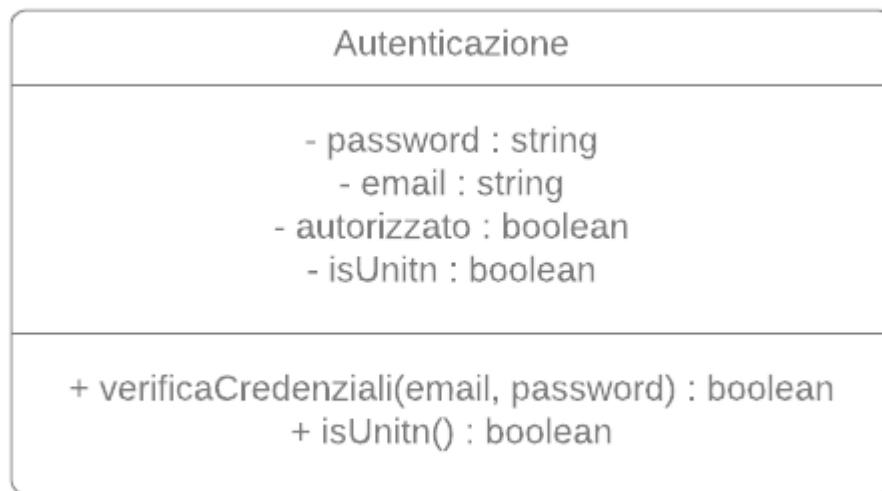 Autenticazione
- password : string
- email : string
- autorizzato : boolean
- isUnitn : boolean
+ verificaCredenziali(email, password) : boolean
+ isUnitn() : boolean